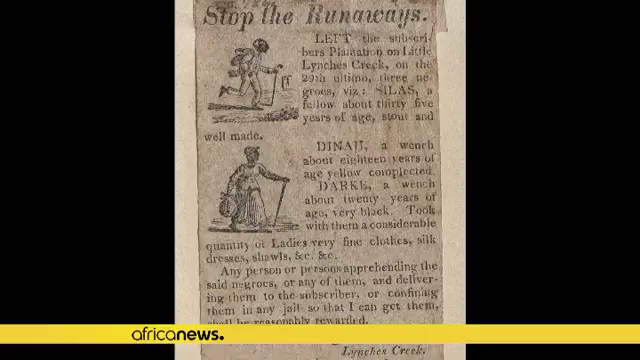 Stop the Runaways.
LEFT the subscri-
bers Plantation on Little
Lynches Creek, on the
29th ultimo, three ne-
groes, viz: SILAS, a
fellow about thirty five
years of age, stout and
well made.
DINAH, a wench
about eighteen years of
age yellow complected.
DARKE, a wench
about twenty years of
age, very black. Took
with them a considerable
quantity of Ladies very fine clothes, silk
dresses, shawls, &c. &c.
Any person or persons apprehending the
said negroes, or any of them, and deliver-
ing them to the subscriber, or confining
them in any jail so that I can get them,
shall be reasonably rewarded.
Lynches Creek.
africanews.